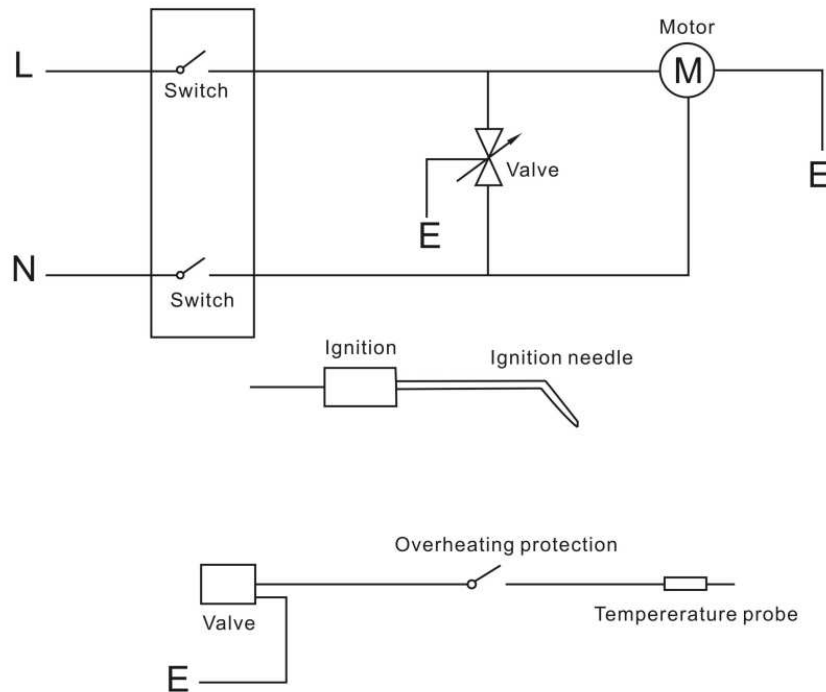 Motor
L
M
Switch
Valve
E
E
N
Switch
Ignition
Ignition needle
Overheating protection
Valve
Tempererature probe
E